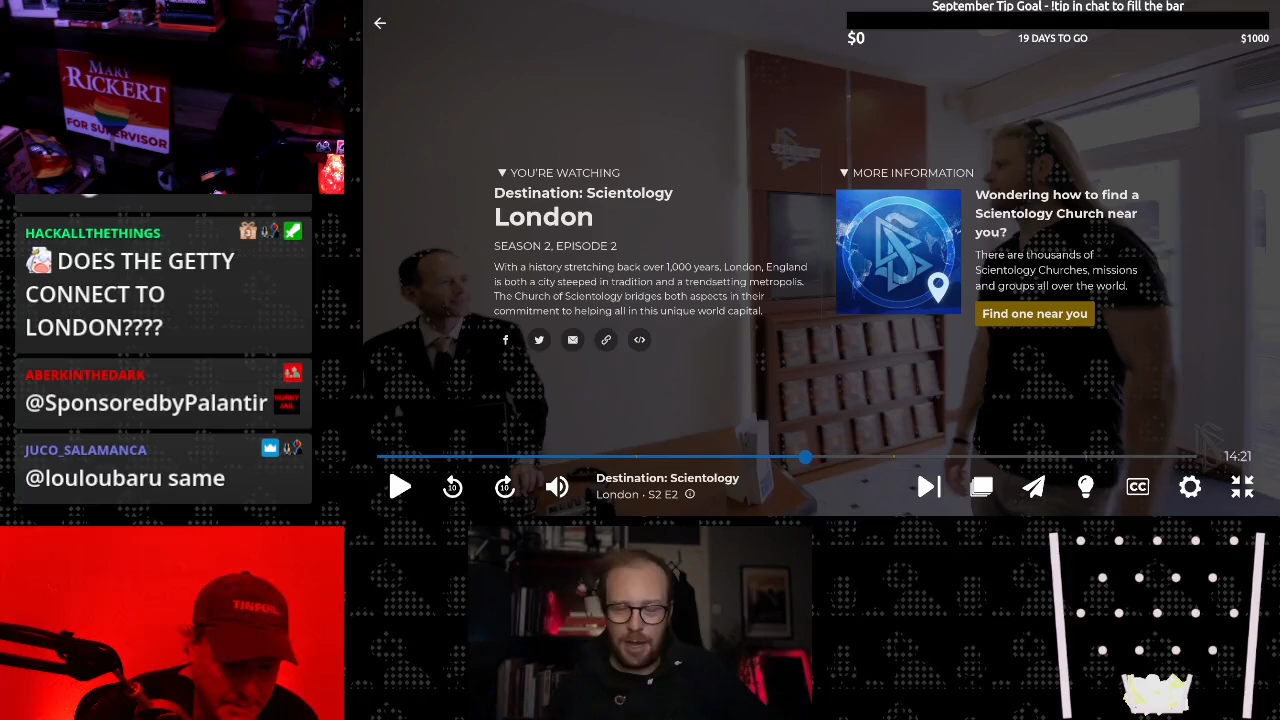 September Tip Goal - !tip in chat to fill the bar
$0
19 DAYS TO GO
$1000
MARY
RICKERT
FOR SUPERVISOR
HACKALLTHETHINGS
DOES THE GETTY
CONNECT TO
LONDON????
ABERKINTHEDARK
@SponsoredbyPalantir
JUCO_SALAMANCA
@louloubaru same
▼ YOU'RE WATCHING
Destination: Scientology
London
SEASON 2, EPISODE 2
With a history stretching back over 1,000 years, London, England
is both a city steeped in tradition and a trendsetting metropolis.
The Church of Scientology bridges both aspects in their
commitment to helping all in this unique world capital.
▼ MORE INFORMATION
Wondering how to find a
Scientology Church near
you?
There are thousands of
Scientology Churches, missions
and groups all over the world.
Find one near you
14:21
10
10
Destination: Scientology
London · S2 E2
CC
TINFOIL